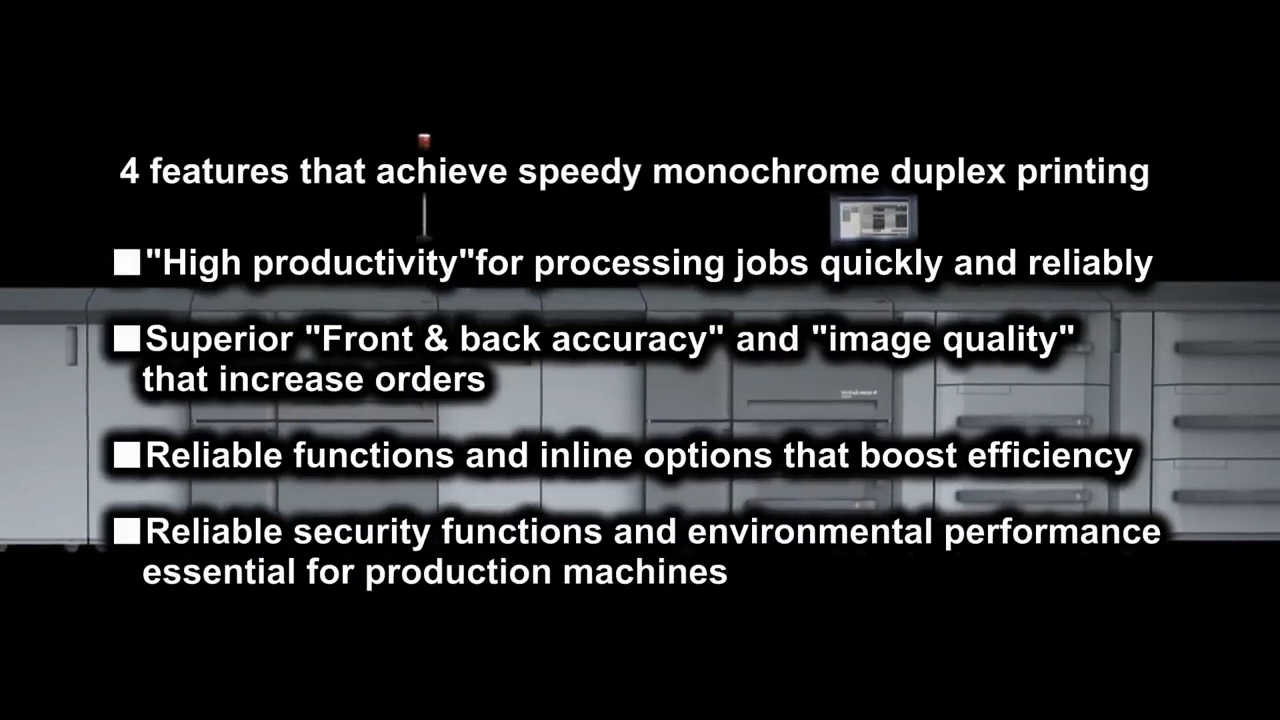 4 features that achieve speedy monochrome duplex printing
■"High productivity"for processing jobs quickly and reliably
■Superior "Front & back accuracy" and "image quality"
that increase orders
■Reliable functions and inline options that boost efficiency
■Reliable security functions and environmental performance
essential for production machines